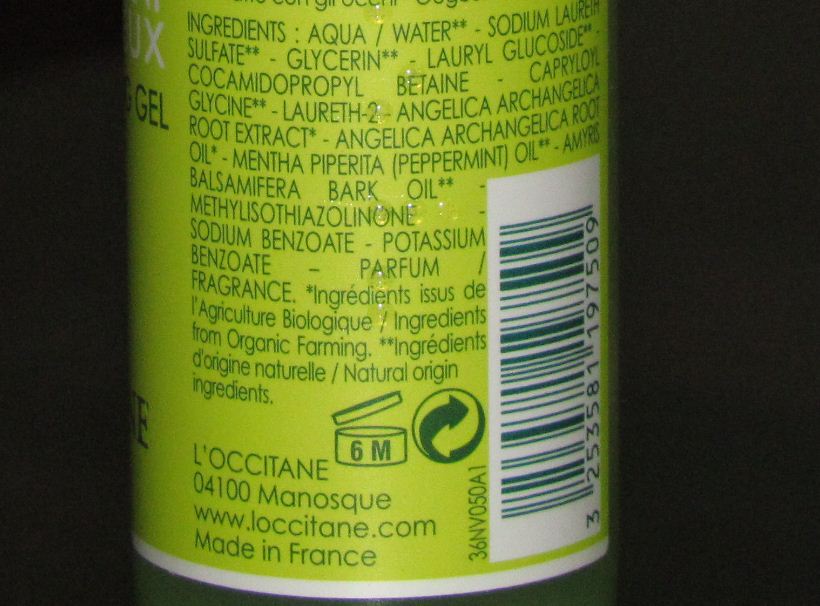 UX
G GEL
INGREDIENTS : AQUA / WATER** - SODIUM LAURETH
SULFATE** - GLYCERIN** - LAURYL GLUCOSIDE** -
COCAMIDOPROPYL BETAINE - CAPRYLOYL
GLYCINE** - LAURETH-2 - ANGELICA ARCHANGELICA
ROOT EXTRACT* - ANGELICA ARCHANGELICA ROOT
OIL* - MENTHA PIPERITA (PEPPERMINT) OIL** - AMYRIS
BALSAMIFERA BARK OIL** -
METHYLISOTHIAZOLINONE -
SODIUM BENZOATE - POTASSIUM
BENZOATE – PARFUM /
FRAGRANCE. *Ingrédients issus de
l'Agriculture Biologique / Ingredients
from Organic Farming. **Ingrédients
d'origine naturelle / Natural origin
ingredients.
6 M
L'OCCITANE
04100 Manosque
www.loccitane.com
Made in France
36NV050A1
3 253581 197509